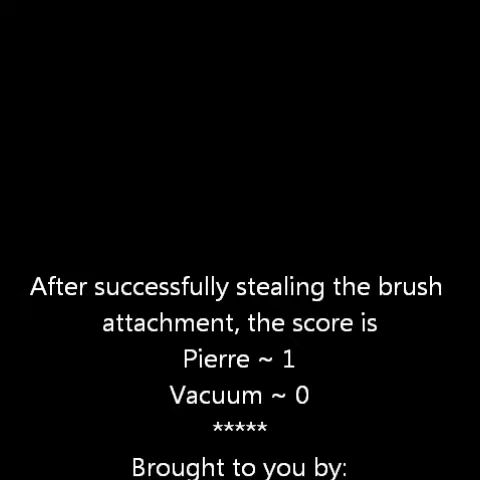 After successfully stealing the brush
attachment, the score is
Pierre ~ 1
Vacuum ~ 0
*****
Brought to you by: